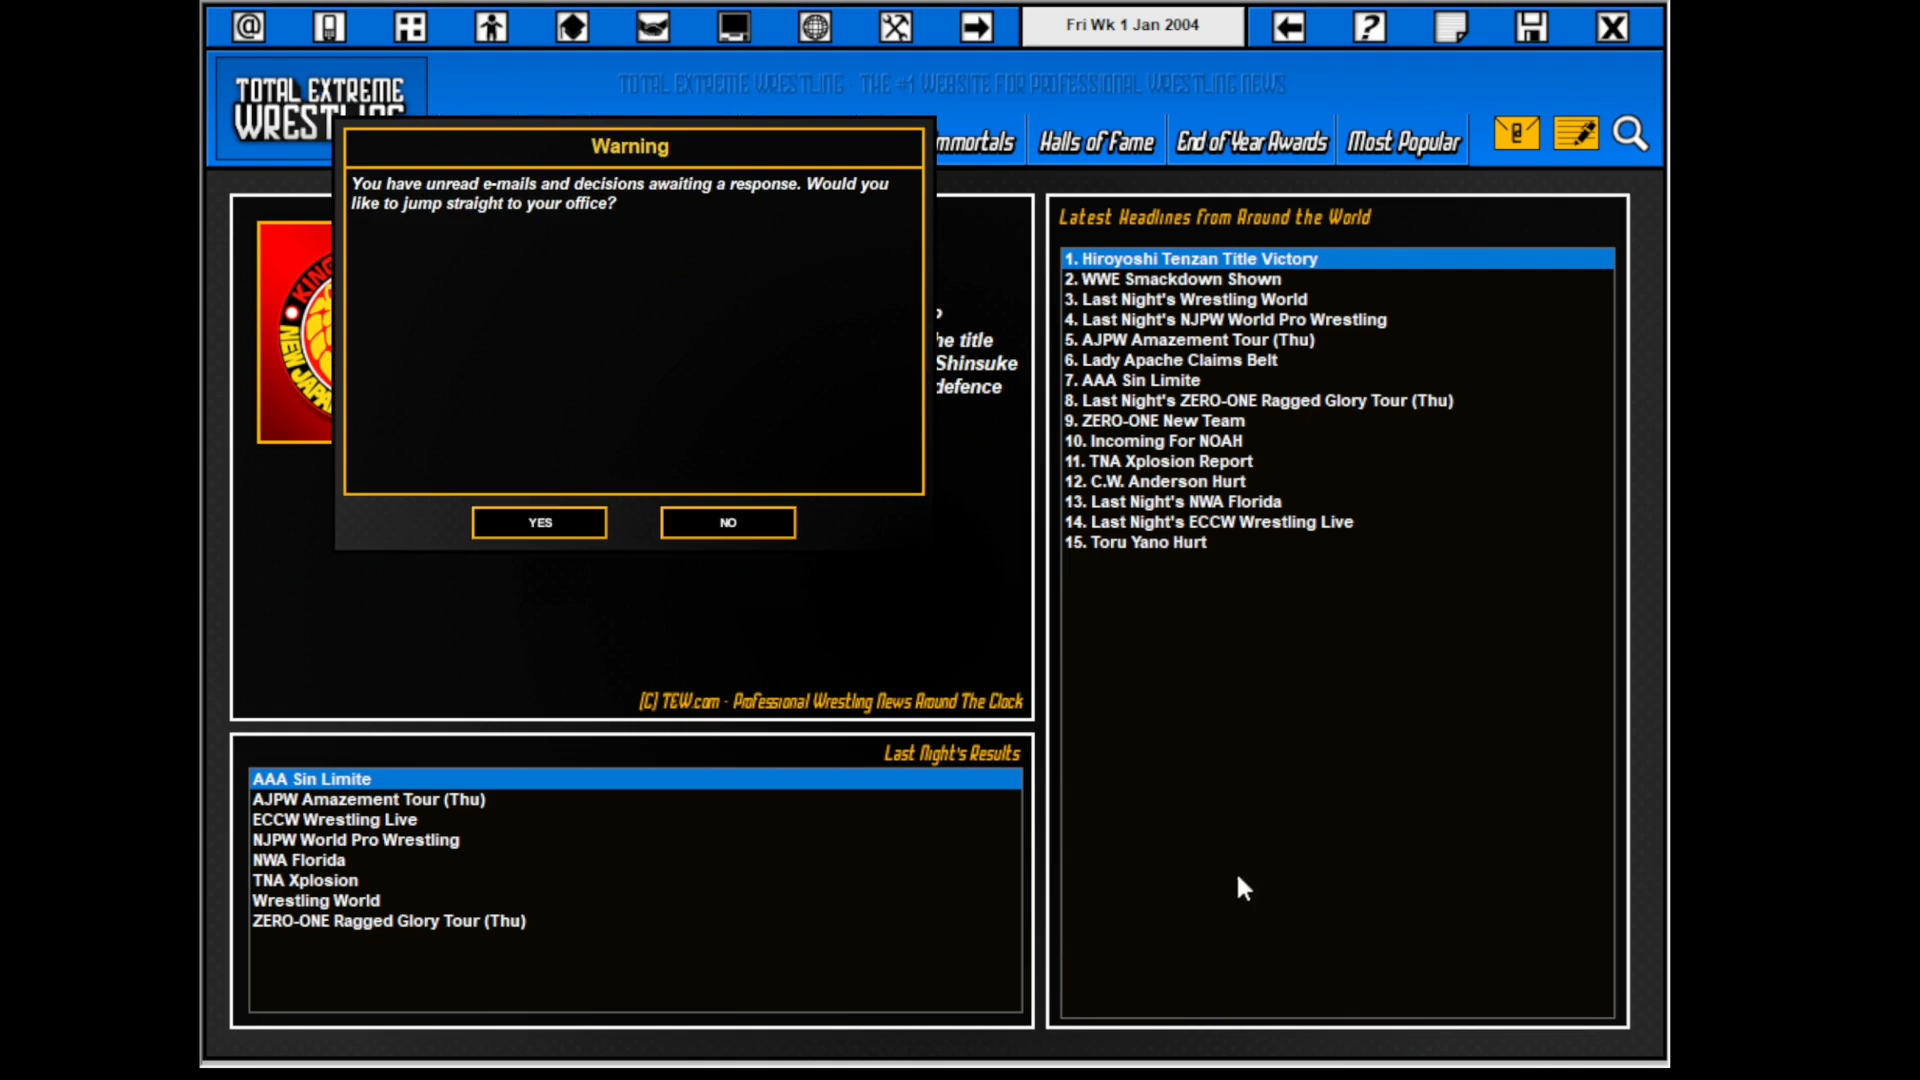 Fri Wk 1 Jan 2004
TOTAL EXTREME
TOTAL EXTREME WRESTLING - THE #1 WEBSITE FOR PROFESSIONAL WRESTLING NEWS
mmortals
Halls of Fame
End of Year Awards
Most Popular
Warning
You have unread e-mails and decisions awaiting a response. Would you
like to jump straight to your office?
YES
NO
KING
NEW JAPAN
he title
Shinsuke
defence
(C) TEW.com - Professional Wrestling News Around The Clock
Latest Headlines From Around the World
1. Hiroyoshi Tenzan Title Victory
2. WWE Smackdown Shown
3. Last Night's Wrestling World
4. Last Night's NJPW World Pro Wrestling
5. AJPW Amazement Tour (Thu)
6. Lady Apache Claims Belt
7. AAA Sin Limite
8. Last Night's ZERO-ONE Ragged Glory Tour (Thu)
9. ZERO-ONE New Team
10. Incoming For NOAH
11. TNA Xplosion Report
12. C.W. Anderson Hurt
13. Last Night's NWA Florida
14. Last Night's ECCW Wrestling Live
15. Toru Yano Hurt
Last Night's Results
AAA Sin Limite
AJPW Amazement Tour (Thu)
ECCW Wrestling Live
NJPW World Pro Wrestling
NWA Florida
TNA Xplosion
Wrestling World
ZERO-ONE Ragged Glory Tour (Thu)